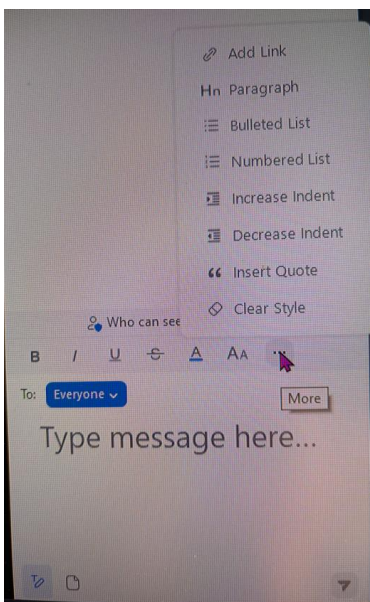 Add Link
Hn Paragraph
Bulleted List
Numbered List
Increase Indent
Decrease Indent
Insert Quote
Clear Style
Who can see
B I U S A AA ...
More
To: Everyone
Type message here...
T